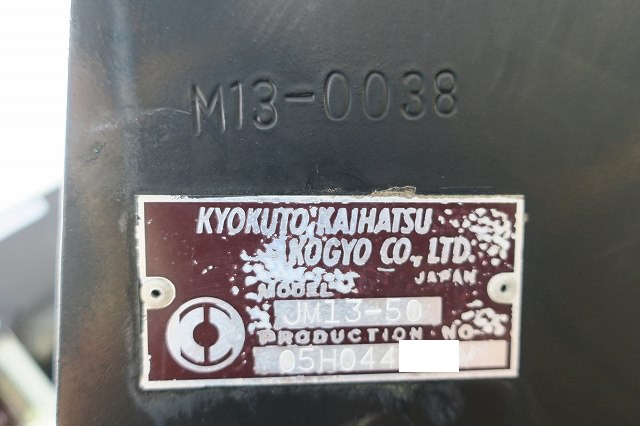 M13-0038
KYOKUTO KAIHATSU
KOGYO CO., LTD.
JAPAN
MODEL
JM13-50
PRODUCTION NO
05H044